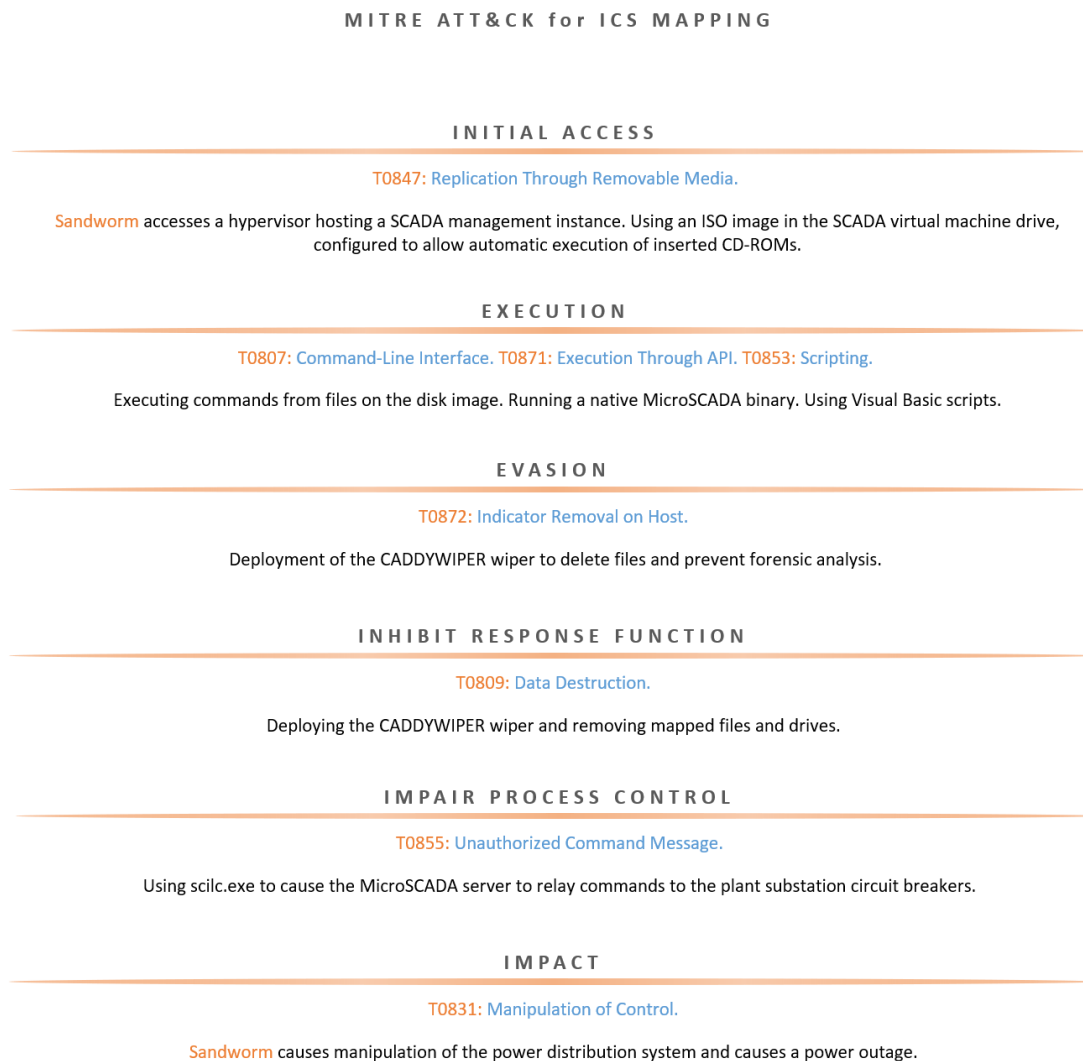 MITRE ATT&CK for ICS MAPPING
INITIAL ACCESS
T0847: Replication Through Removable Media.
Sandworm accesses a hypervisor hosting a SCADA management instance. Using an ISO image in the SCADA virtual machine drive,
configured to allow automatic execution of inserted CD-ROMs.
EXECUTION
T0807: Command-Line Interface. T0871: Execution Through API. T0853: Scripting.
Executing commands from files on the disk image. Running a native MicroSCADA binary. Using Visual Basic scripts.
EVASION
T0872: Indicator Removal on Host.
Deployment of the CADDYWIPER wiper to delete files and prevent forensic analysis.
INHIBIT RESPONSE FUNCTION
T0809: Data Destruction.
Deploying the CADDYWIPER wiper and removing mapped files and drives.
IMPAIR PROCESS CONTROL
T0855: Unauthorized Command Message.
Using scilc.exe to cause the MicroSCADA server to relay commands to the plant substation circuit breakers.
IMPACT
T0831: Manipulation of Control.
Sandworm causes manipulation of the power distribution system and causes a power outage.